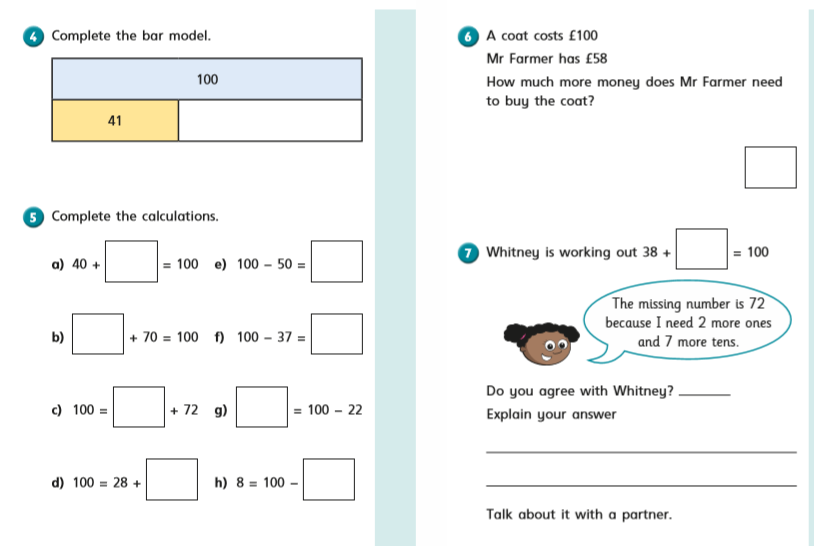 4 Complete the bar model.
100
41
5 Complete the calculations.
a) 40 + = 100 e) 100 – 50 =
b) + 70 = 100 f) 100 – 37 =
c) 100 = + 72 g) = 100 – 22
d) 100 = 28 + h) 8 = 100 –
6 A coat costs £100
Mr Farmer has £58
How much more money does Mr Farmer need
to buy the coat?
7 Whitney is working out 38 + = 100
The missing number is 72
because I need 2 more ones
and 7 more tens.
Do you agree with Whitney?
Explain your answer
Talk about it with a partner.